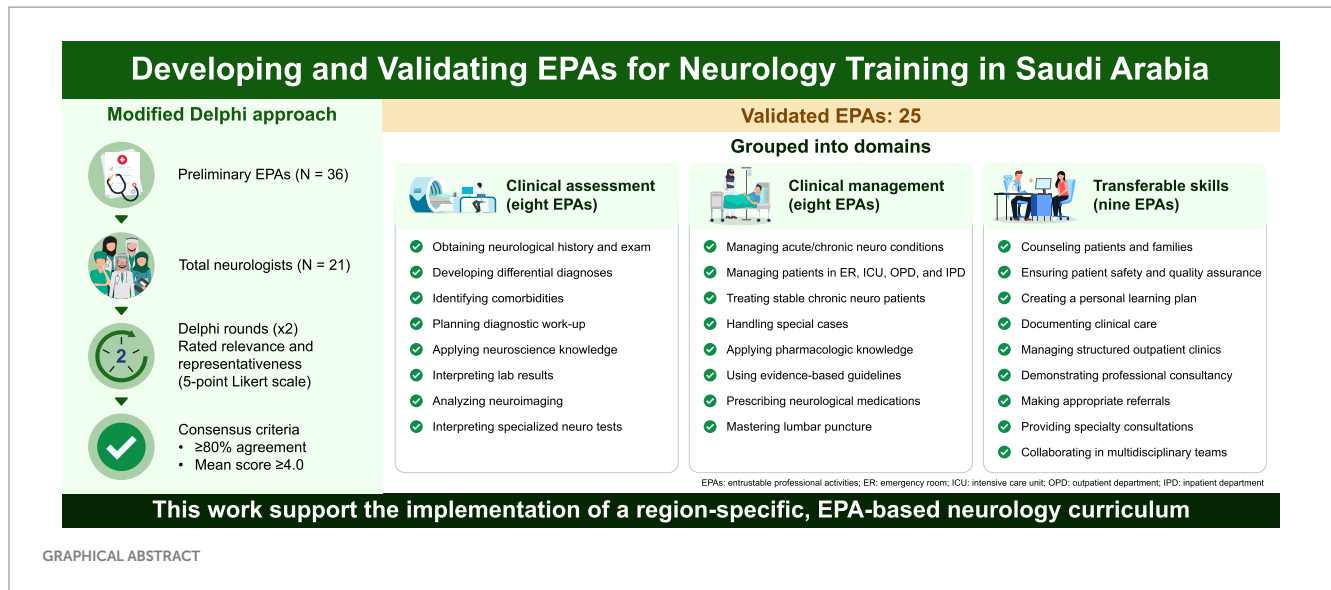 Developing and Validating EPAs for Neurology Training in Saudi Arabia
Modified Delphi approach
Preliminary EPAs (N = 36)
Total neurologists (N = 21)
2
Delphi rounds (x2)
Rated relevance and
representativeness
(5-point Likert scale)
Consensus criteria
• ≥80% agreement
• Mean score ≥4.0
Validated EPAs: 25
Grouped into domains
Clinical assessment
(eight EPAs)
Obtaining neurological history and exam
Developing differential diagnoses
Identifying comorbidities
Planning diagnostic work-up
Applying neuroscience knowledge
Interpreting lab results
Analyzing neuroimaging
Interpreting specialized neuro tests
Clinical management
(eight EPAs)
Managing acute/chronic neuro conditions
Managing patients in ER, ICU, OPD, and IPD
Treating stable chronic neuro patients
Handling special cases
Applying pharmacologic knowledge
Using evidence-based guidelines
Prescribing neurological medications
Mastering lumbar puncture
Transferable skills
(nine EPAs)
Counseling patients and families
Ensuring patient safety and quality assurance
Creating a personal learning plan
Documenting clinical care
Managing structured outpatient clinics
Demonstrating professional consultancy
Making appropriate referrals
Providing specialty consultations
Collaborating in multidisciplinary teams
EPAs: entrustable professional activities; ER: emergency room; ICU: intensive care unit; OPD: outpatient department; IPD: inpatient department
This work support the implementation of a region-specific, EPA-based neurology curriculum
GRAPHICAL ABSTRACT